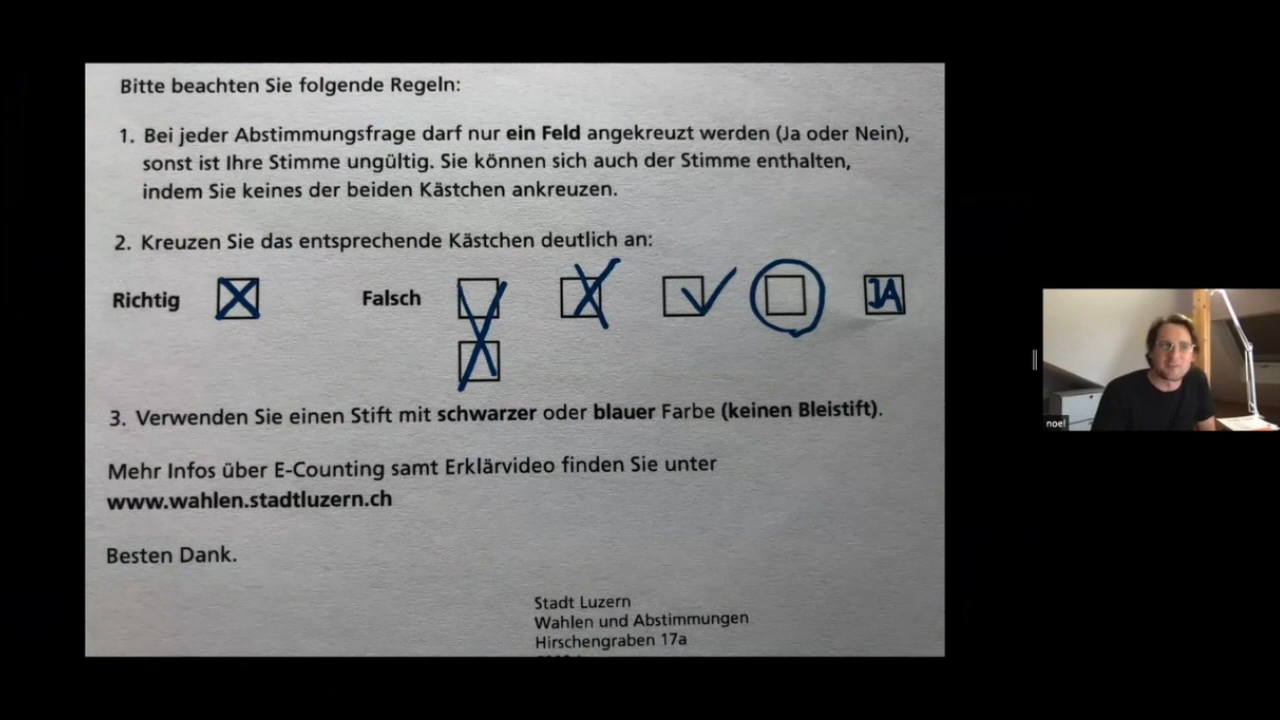 Bitte beachten Sie folgende Regeln:
1. Bei jeder Abstimmungsfrage darf nur ein Feld angekreuzt werden (Ja oder Nein),
sonst ist Ihre Stimme ungültig. Sie können sich auch der Stimme enthalten,
indem Sie keines der beiden Kästchen ankreuzen.
2. Kreuzen Sie das entsprechende Kästchen deutlich an:
Richtig Falsch JA
3. Verwenden Sie einen Stift mit schwarzer oder blauer Farbe (keinen Bleistift).
Mehr Infos über E-Counting samt Erklärvideo finden Sie unter
www.wahlen.stadtluzern.ch
Besten Dank.
Stadt Luzern
Wahlen und Abstimmungen
Hirschengraben 17a
noel